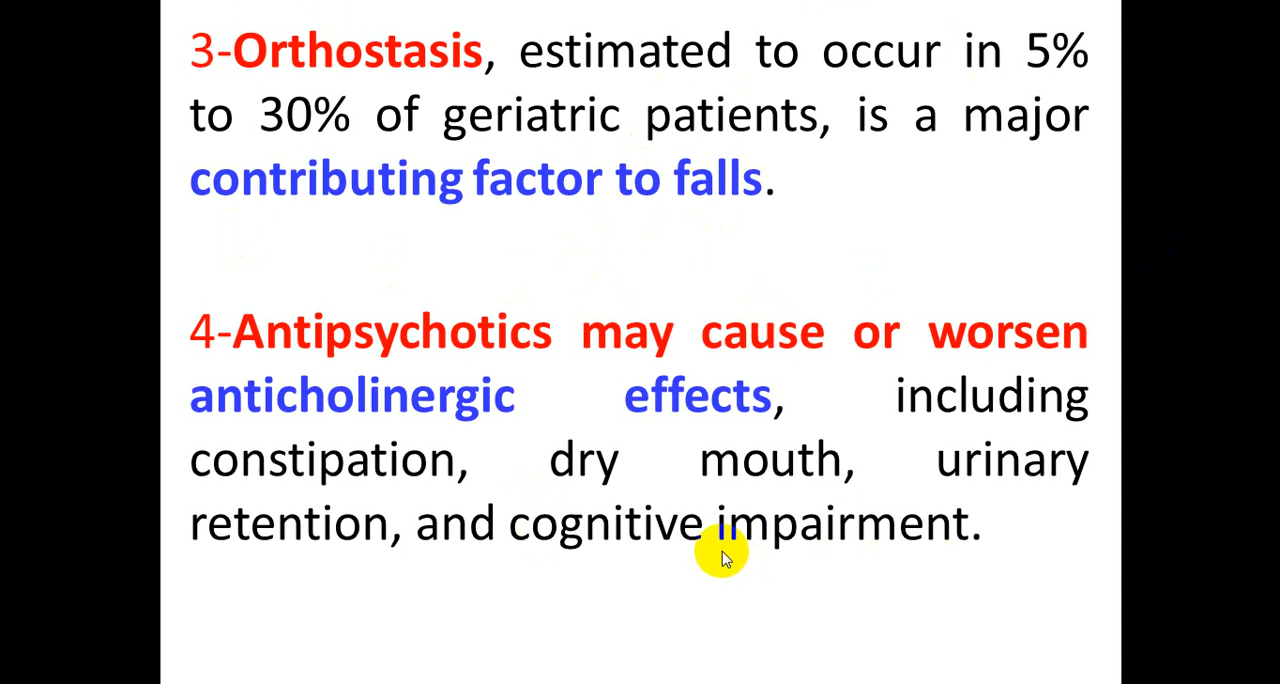 3-Orthostasis, estimated to occur in 5%
to 30% of geriatric patients, is a major
contributing factor to falls.
4-Antipsychotics may cause or worsen
anticholinergic effects, including
constipation, dry mouth, urinary
retention, and cognitive impairment.